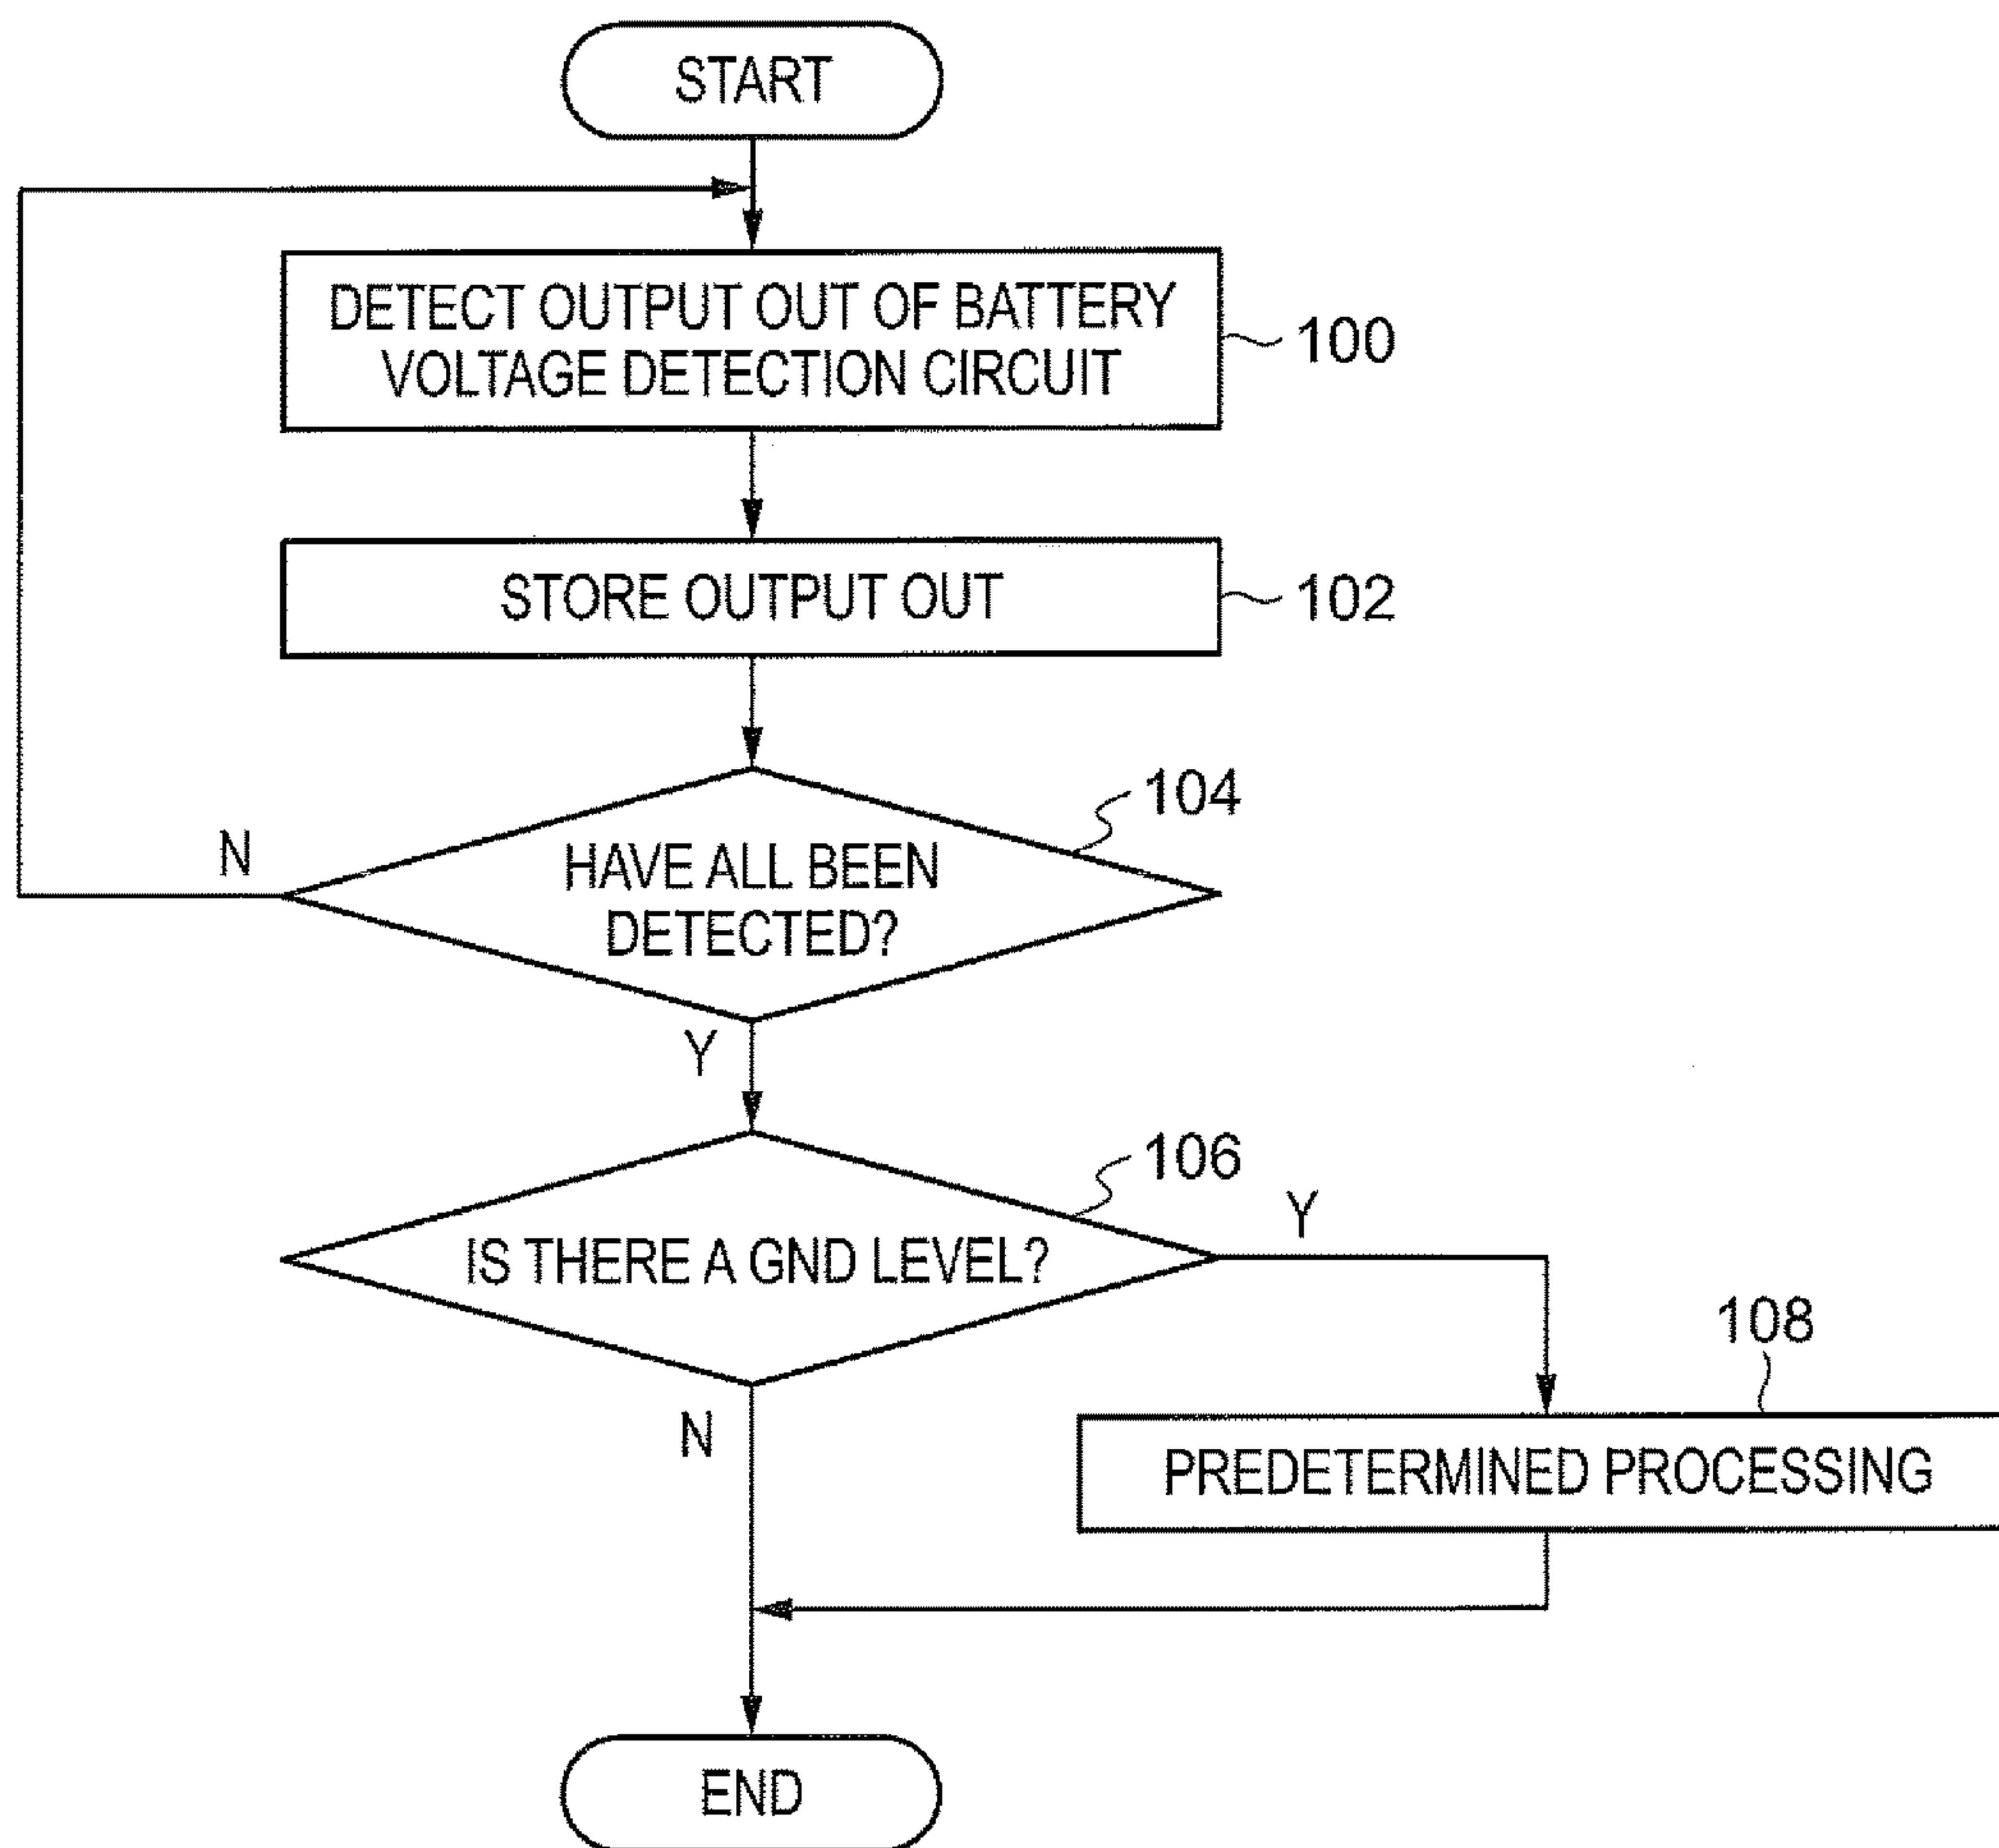 START
DETECT OUTPUT OUT OF BATTERY
VOLTAGE DETECTION CIRCUIT
100
STORE OUTPUT OUT
102
104
N
HAVE ALL BEEN
DETECTED?
Y
106
Y
IS THERE A GND LEVEL?
108
N
PREDETERMINED PROCESSING
END